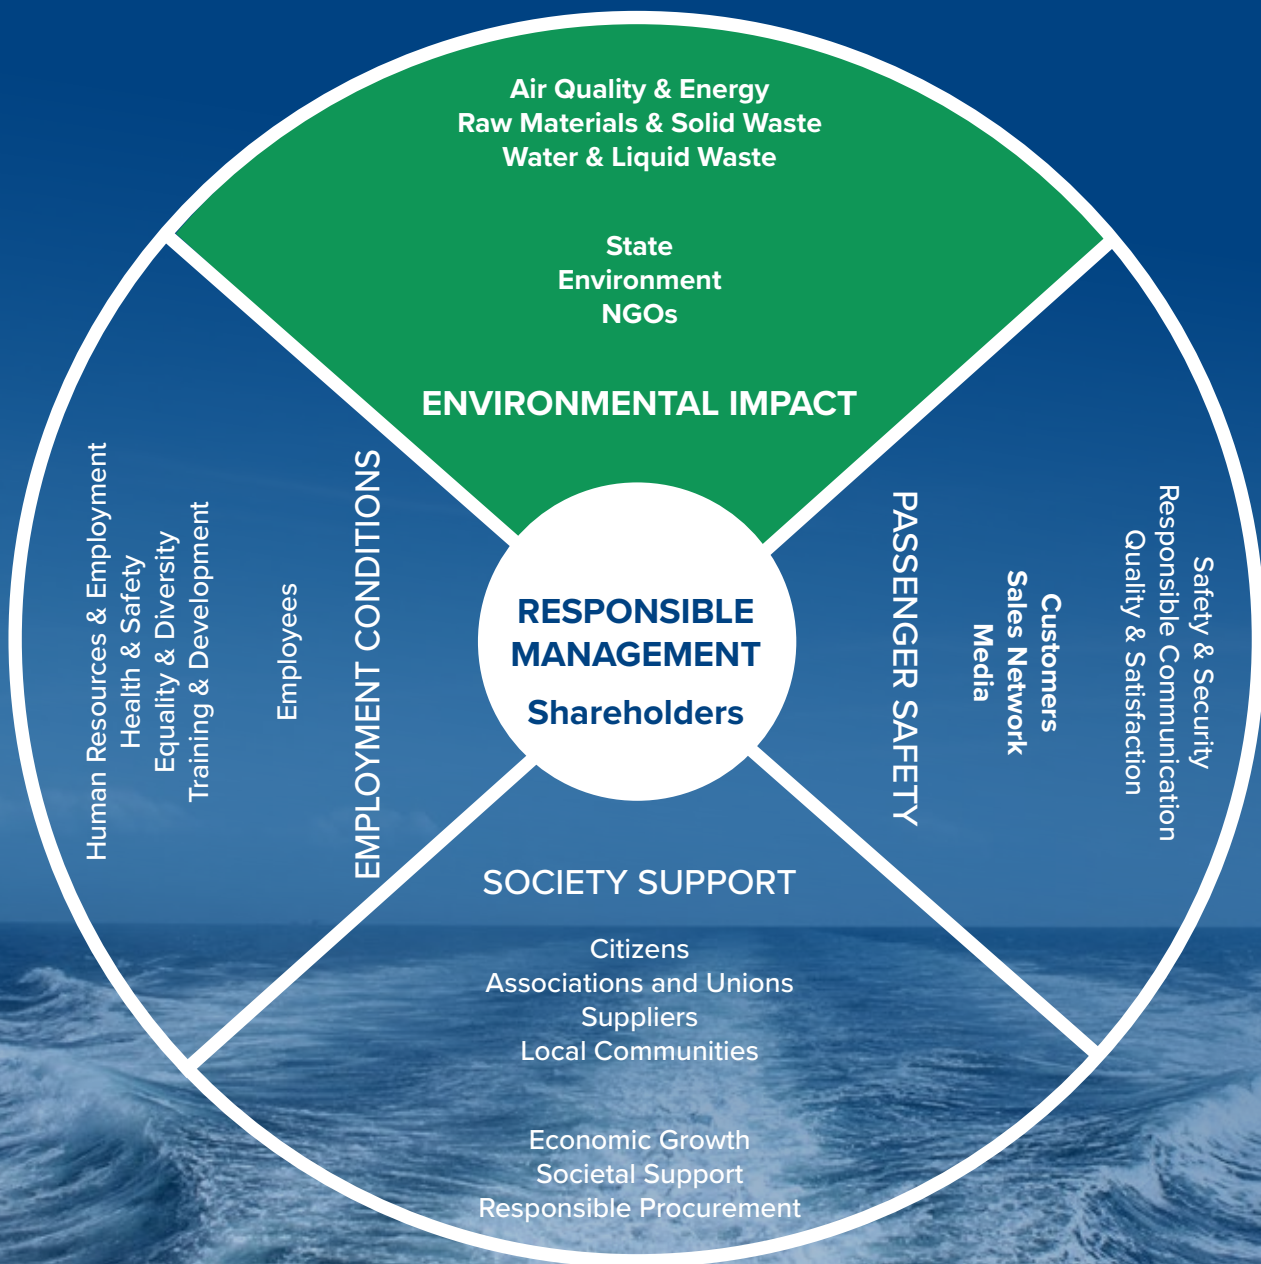 Air Quality & Energy
Raw Materials & Solid Waste
Water & Liquid Waste
State
Environment
NGOs
ENVIRONMENTAL IMPACT
Human Resources & Employment
Health & Safety
Equality & Diversity
Training & Development
Employees
EMPLOYMENT CONDITIONS
RESPONSIBLE
MANAGEMENT
Shareholders
Safety & Security
Responsible Communication
Quality & Satisfaction
Customers
Sales Network
Media
PASSENGER SAFETY
SOCIETY SUPPORT
Citizens
Associations and Unions
Suppliers
Local Communities
Economic Growth
Societal Support
Responsible Procurement